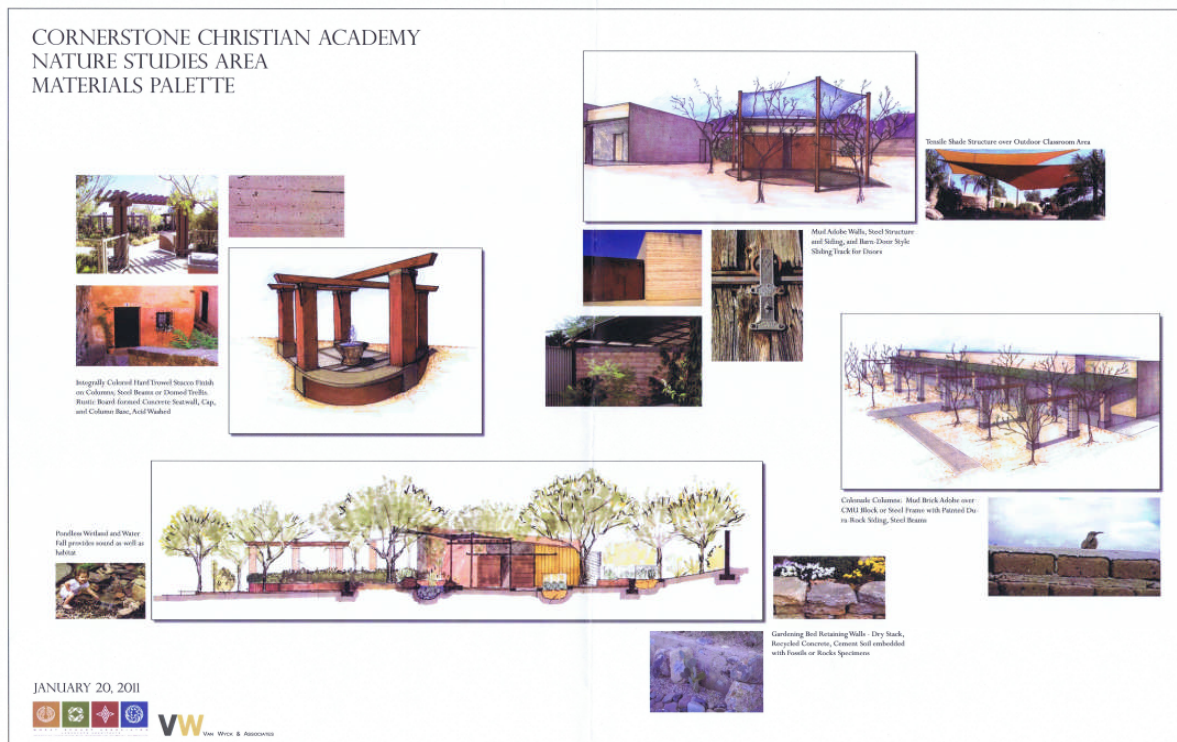 CORNERSTONE CHRISTIAN ACADEMY
NATURE STUDIES AREA
MATERIALS PALETTE
Tensile Shade Structure over Outdoor Classroom Area
Mud Adobe Walls, Steel Structure
and Siding, and Barn-Door Style
Sliding Track for Doors
Integrally Colored Hard Trowel Stucco Finish
on Columns, Steel Beams or Domed Trellis.
Rustic Board-formed Concrete Seatwall, Cap,
and Column Base, Acid Washed
Colonade Columns: Mud Brick Adobe over
CMU Block or Steel Frame with Painted Du-
ra-Rock Siding, Steel Beams
Pondless Wetland and Water
Fall provides sound as well as
habitat
Gardening Bed Retaining Walls - Dry Stack,
Recycled Concrete, Cement Soil embedded
with Fossils or Rocks Specimens
JANUARY 20, 2011
VW VAN WYCK & ASSOCIATES